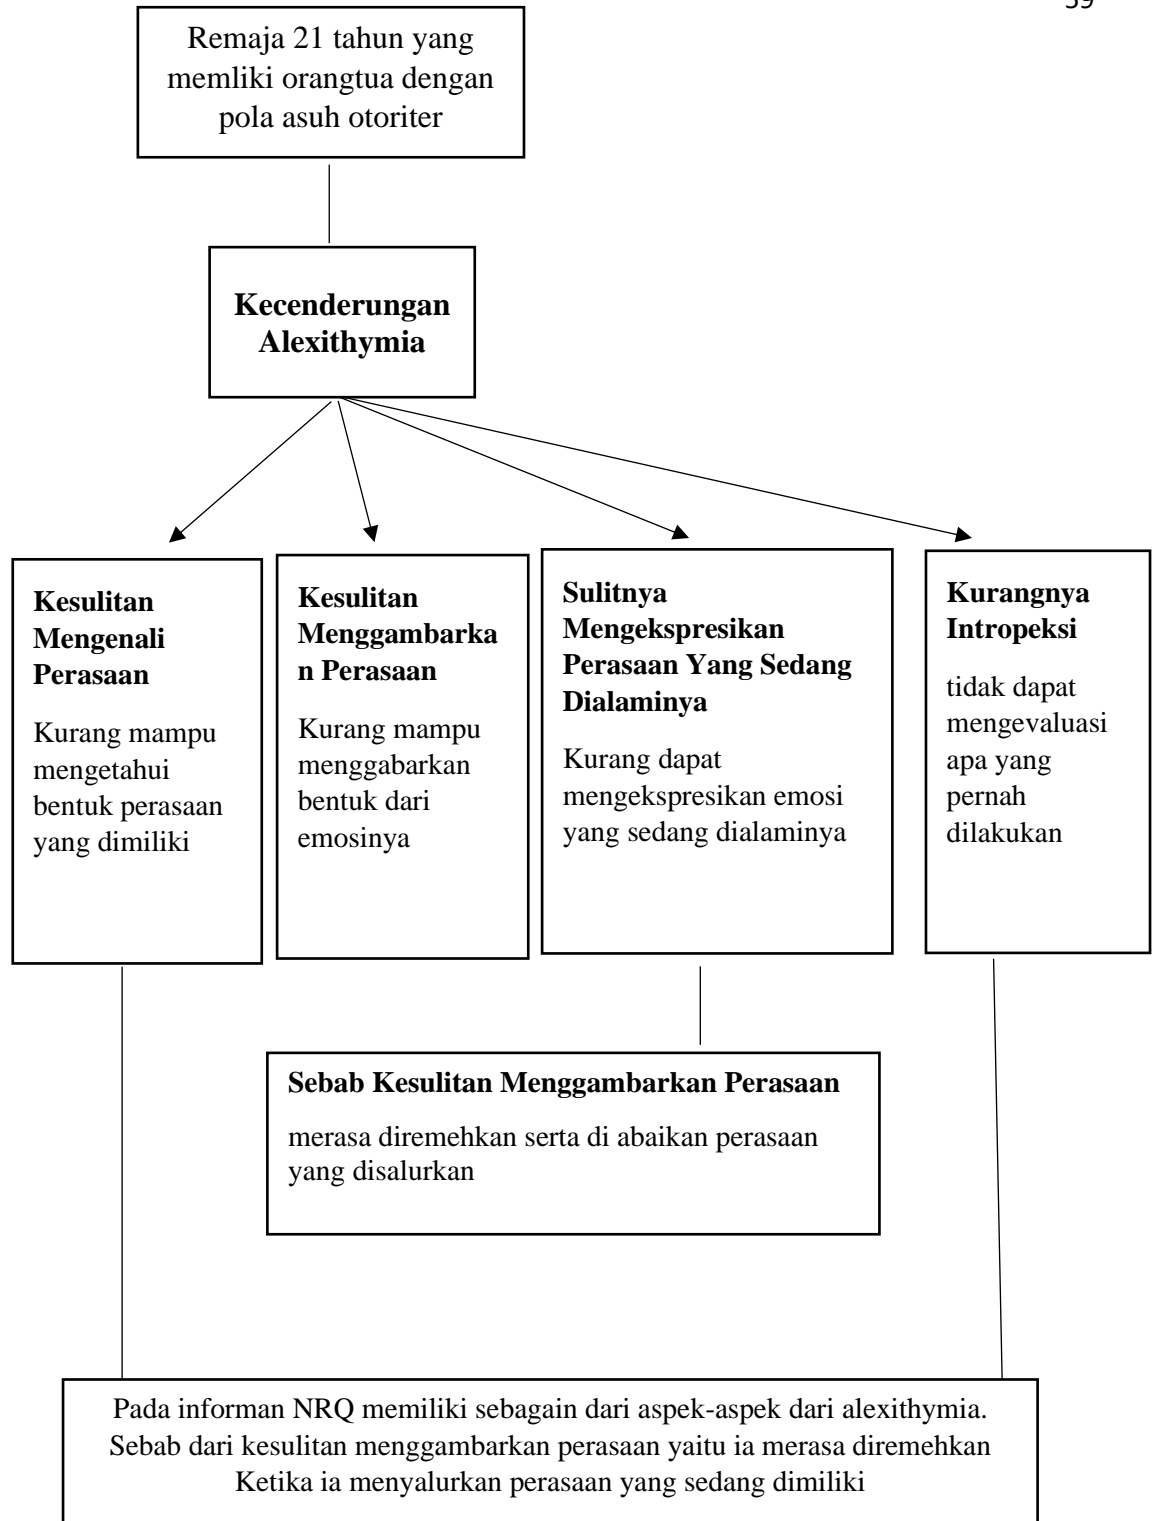 59
Remaja 21 tahun yang
memliki orangtua dengan
pola asuh otoriter
Kecenderungan
Alexithymia
Kesulitan
Mengenali
Perasaan
Kurang mampu
mengetahui
bentuk perasaan
yang dimiliki
Kesulitan
Menggambarka
n Perasaan
Kurang mampu
menggabarkan
bentuk dari
emosinya
Sulitnya
Mengekspresikan
Perasaan Yang Sedang
Dialaminya
Kurang dapat
mengekspresikan emosi
yang sedang dialaminya
Kurangnya
Intropeksi
tidak dapat
mengevaluasi
apa yang
pernah
dilakukan
Sebab Kesulitan Menggambarkan Perasaan
merasa diremehkan serta di abaikan perasaan
yang disalurkan
Pada informan NRQ memiliki sebagain dari aspek-aspek dari alexithymia.
Sebab dari kesulitan menggambarkan perasaan yaitu ia merasa diremehkan
Ketika ia menyalurkan perasaan yang sedang dimiliki